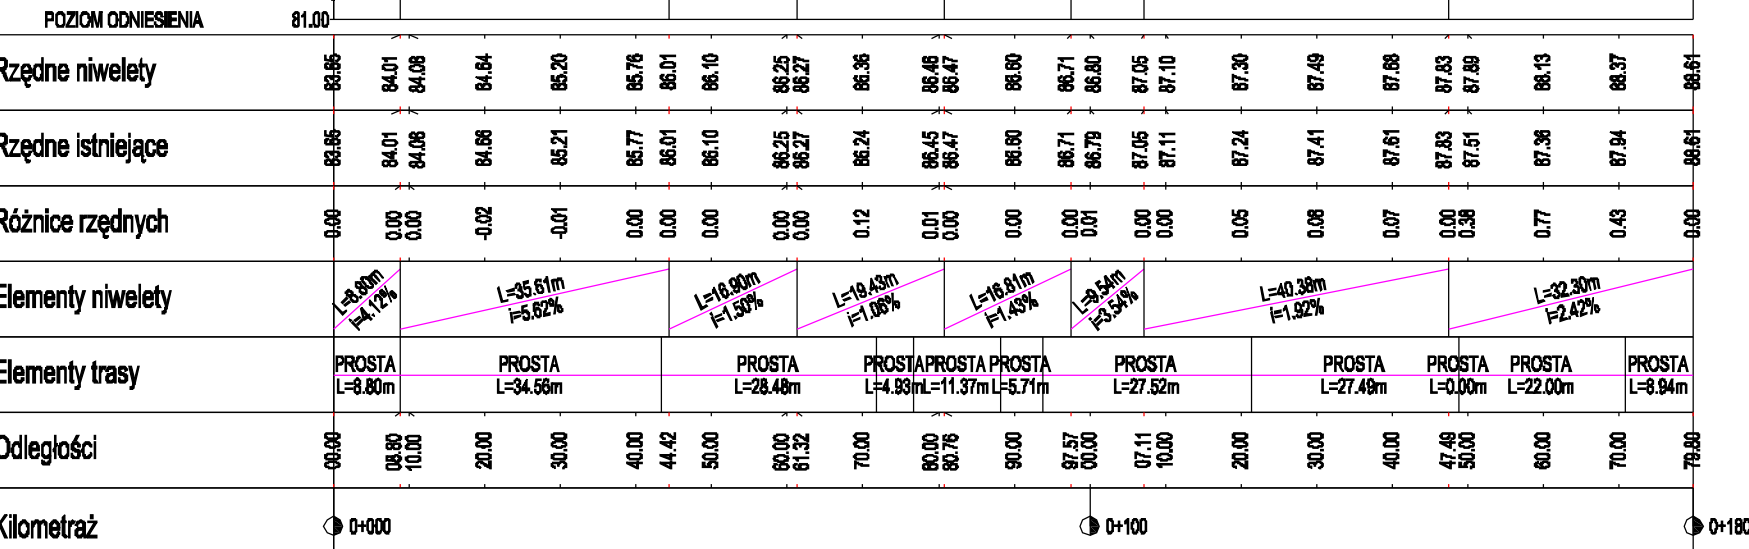 POZIOM ODNIESIENIA 81.00
Rzędne niwelety 83.65 84.01 84.08 84.64 85.20 85.76 86.01 86.10 86.25 86.27 86.36 86.46 86.47 86.60 86.71 86.80 87.05 87.10 87.30 87.49 87.68 87.83 87.89 88.13 88.37 88.61
Rzędne istniejące 83.65 84.01 84.08 84.66 85.21 85.77 86.01 86.10 86.25 86.27 86.24 86.45 86.47 86.60 86.71 86.79 87.05 87.11 87.24 87.41 87.61 87.83 87.51 87.36 87.94 88.61
Różnice rzędnych 0.00 0.00 0.00 -0.02 -0.01 0.00 0.00 0.00 0.00 0.00 0.12 0.01 0.00 0.00 0.00 0.01 0.00 0.00 0.05 0.08 0.07 0.00 0.38 0.77 0.43 0.00
Elementy niwelety
L=8.80m
i=4.12%
L=35.61m
i=5.62%
L=16.90m
i=1.50%
L=19.43m
i=1.06%
L=16.81m
i=1.43%
L=9.54m
i=3.54%
L=40.38m
i=1.92%
L=32.30m
i=2.42%
Elementy trasy
PROSTA PROSTA PROSTA PROSTA PROSTA PROSTA PROSTA PROSTA PROSTA PROSTA PROSTA
L=8.80m L=34.56m L=28.48m L=4.93m L=11.37m L=5.71m L=27.52m L=27.49m L=0.00m L=22.00m L=8.94m
Odległości 00.00 08.80 10.00 20.00 30.00 40.00 44.42 50.00 60.00 61.32 70.00 80.00 80.76 90.00 97.57 00.00 07.11 10.00 20.00 30.00 40.00 47.49 50.00 60.00 70.00 79.80
Kilometraż 0+000 0+100 0+180